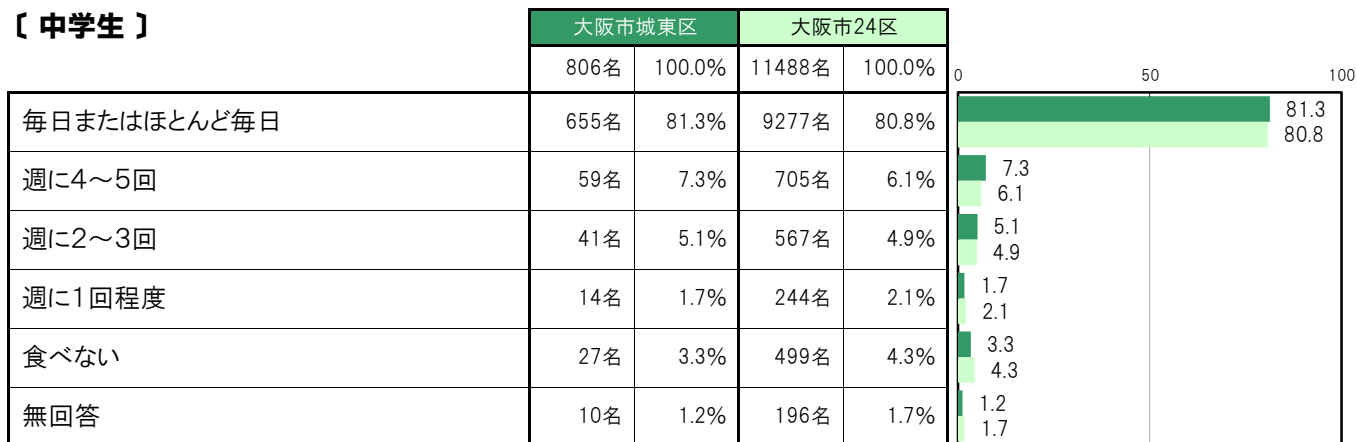 〔 中学生 〕
大阪市城東区 大阪市24区
806名 100.0% 11488名 100.0% 0 50 100
毎日またはほとんど毎日 655名 81.3% 9277名 80.8% 81.3
80.8
週に4～5回 59名 7.3% 705名 6.1% 7.3
6.1
週に2～3回 41名 5.1% 567名 4.9% 5.1
4.9
週に1回程度 14名 1.7% 244名 2.1% 1.7
2.1
食べない 27名 3.3% 499名 4.3% 3.3
4.3
無回答 10名 1.2% 196名 1.7% 1.2
1.7